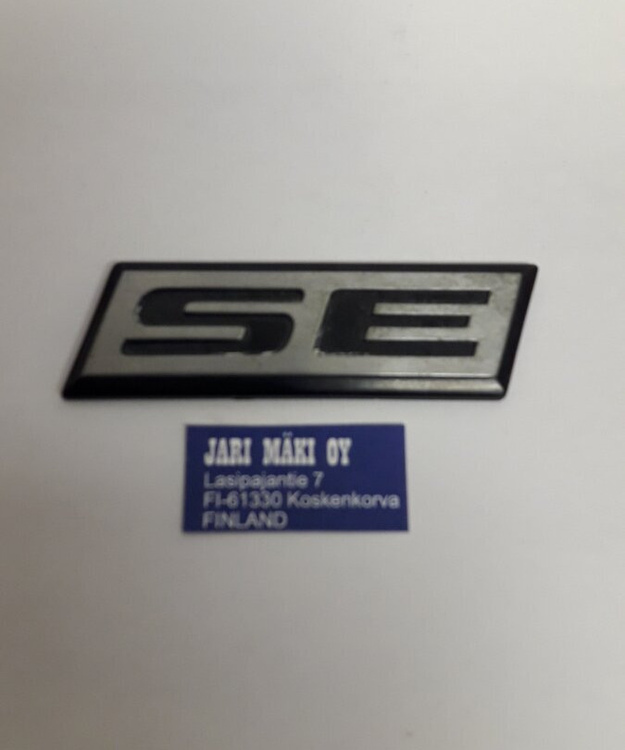 SE
JARI MÄKI OY
Lasipajantie 7
FI-61330 Koskenkorva
FINLAND